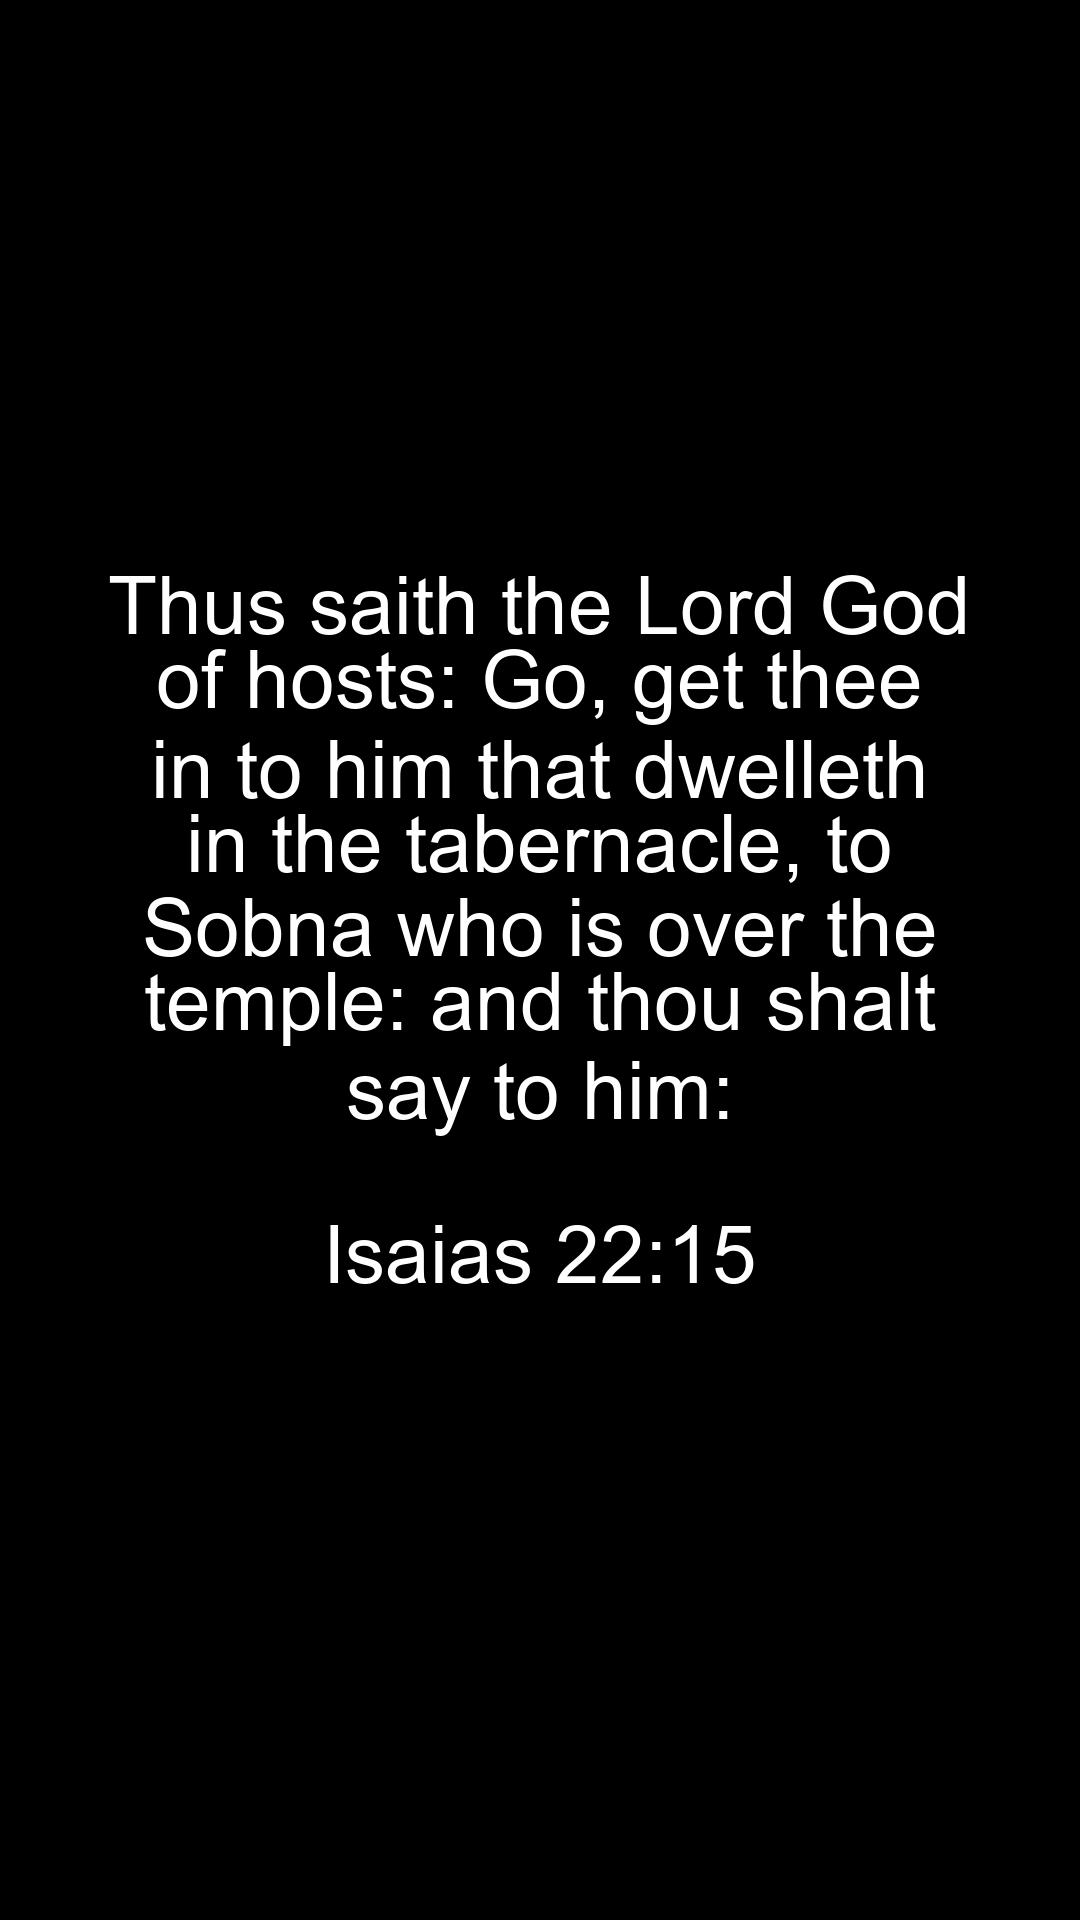 Thus saith the Lord God
of hosts: Go, get thee
in to him that dwelleth
in the tabernacle, to
Sobna who is over the
temple: and thou shalt
say to him:
Isaias 22:15